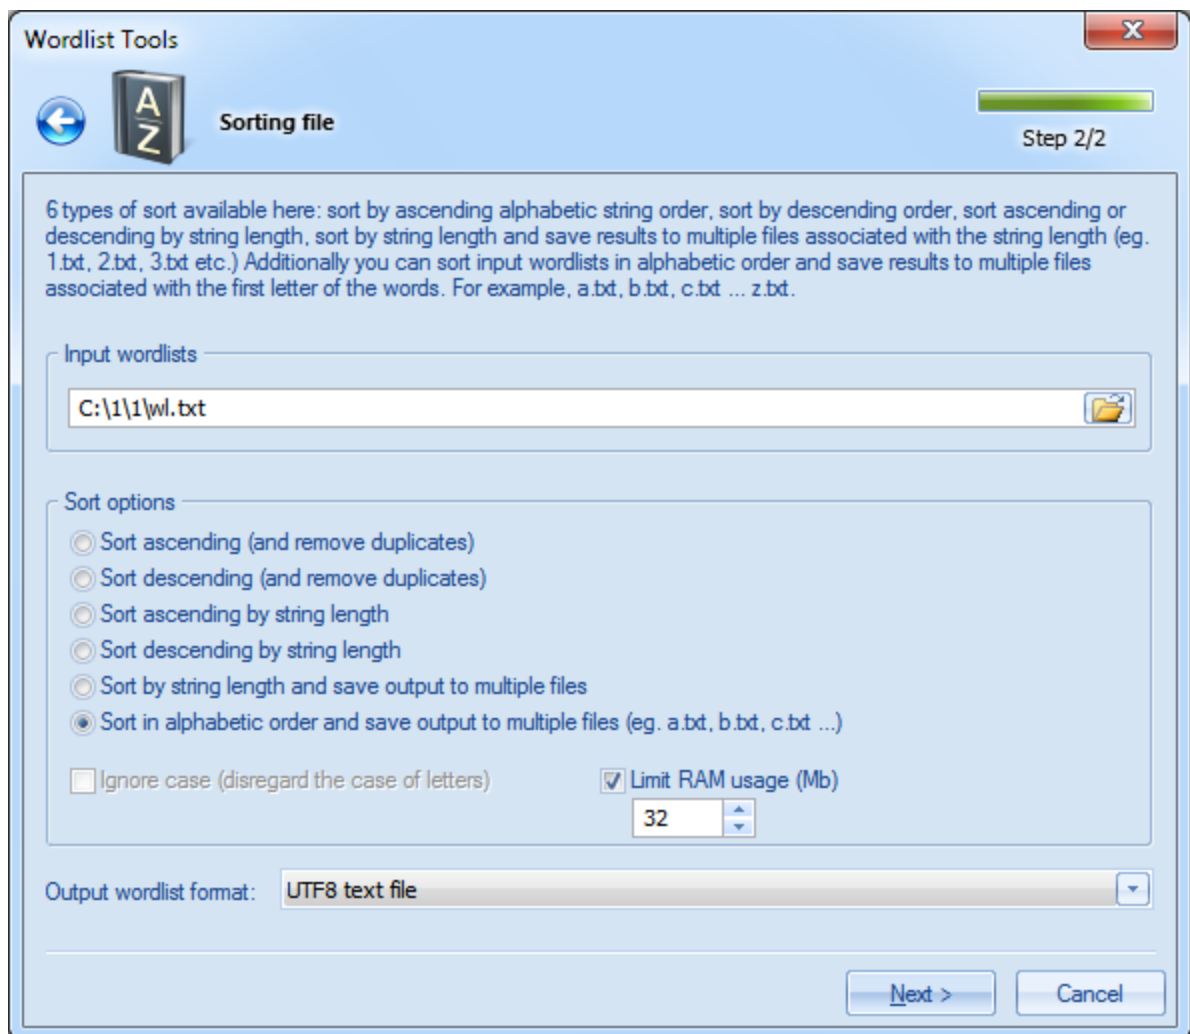 Wordlist Tools
A
Z
Sorting file
Step 2/2
6 types of sort available here: sort by ascending alphabetic string order, sort by descending order, sort ascending or
descending by string length, sort by string length and save results to multiple files associated with the string length (eg.
1.txt, 2.txt, 3.txt etc.) Additionally you can sort input wordlists in alphabetic order and save results to multiple files
associated with the first letter of the words. For example, a.txt, b.txt, c.txt ... z.txt.
Input wordlists
C:\1\1\wl.txt
Sort options
Sort ascending (and remove duplicates)
Sort descending (and remove duplicates)
Sort ascending by string length
Sort descending by string length
Sort by string length and save output to multiple files
Sort in alphabetic order and save output to multiple files (eg. a.txt, b.txt, c.txt ...)
Ignore case (disregard the case of letters)
Limit RAM usage (Mb)
32
Output wordlist format:
UTF8 text file
Next >
Cancel